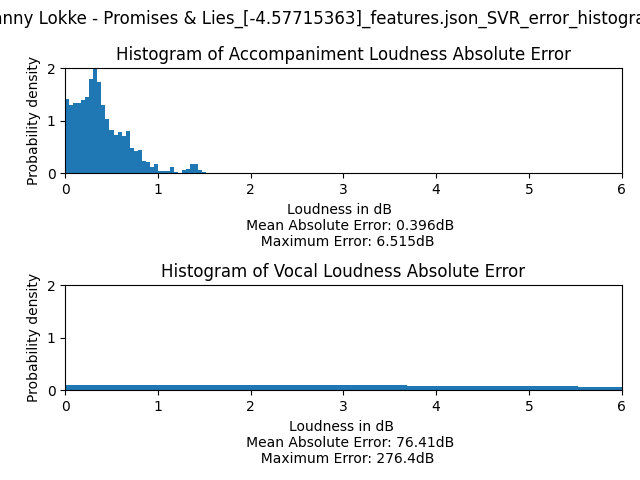 anny Lokke - Promises & Lies_[-4.57715363]_features.json_SVR_error_histogra
Histogram of Accompaniment Loudness Absolute Error
Probability density
2
1
0
0 1 2 3 4 5 6
Loudness in dB
Mean Absolute Error: 0.396dB
Maximum Error: 6.515dB
Histogram of Vocal Loudness Absolute Error
Probability density
2
1
0
0 1 2 3 4 5 6
Loudness in dB
Mean Absolute Error: 76.41dB
Maximum Error: 276.4dB